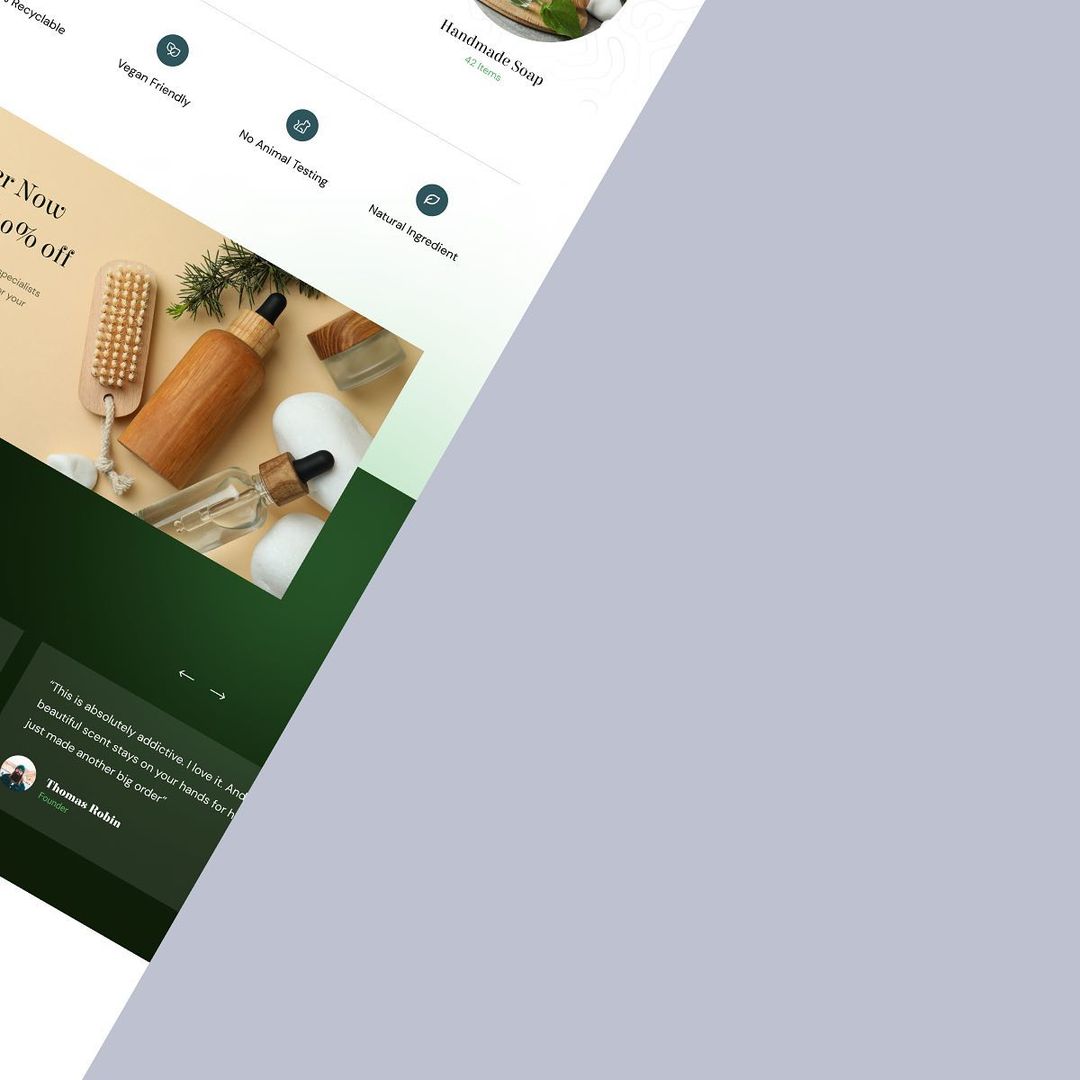 Handmade Soap
42 Items
Recyclable
Vegan Friendly
No Animal Testing
Natural Ingredient
Now
0% off
specialists
your
“This is absolutely addictive. I love it. And
beautiful scent stays on your hands for
just made another big order”
Thomas Robin
Founder